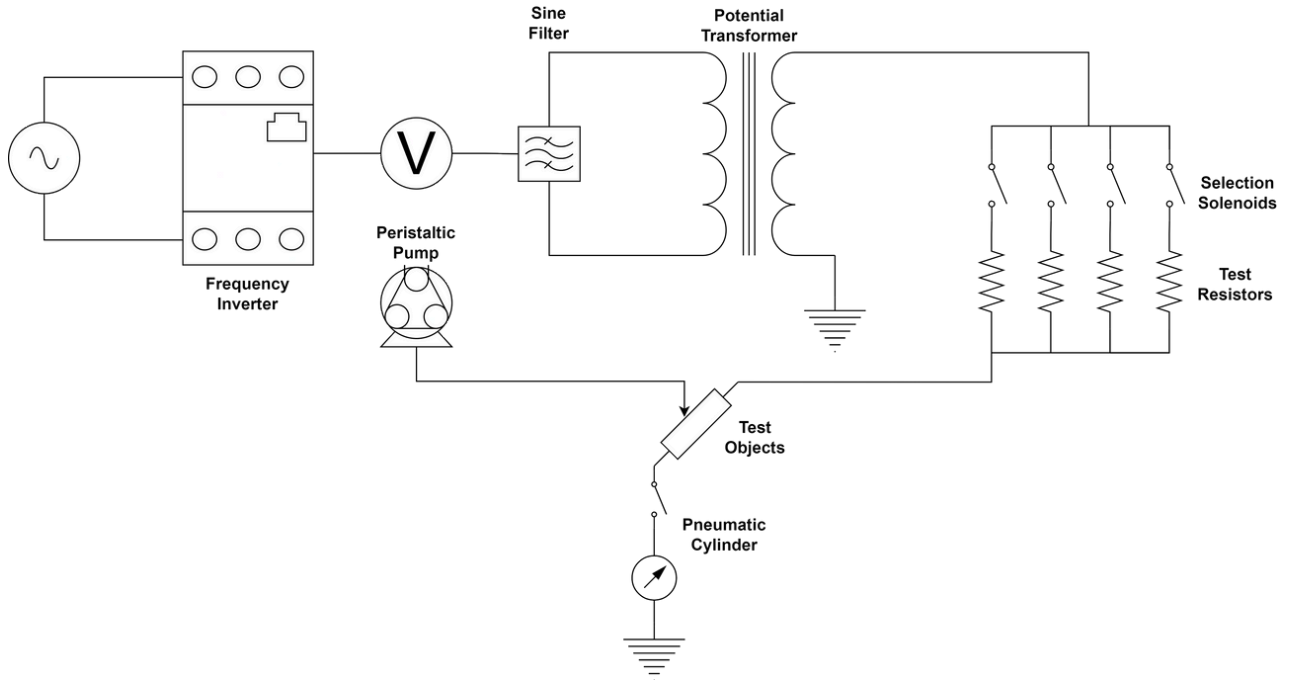 Sine
Filter
Potential
Transformer
V
Selection
Solenoids
Peristaltic
Pump
Frequency
Inverter
Test
Resistors
Test
Objects
Pneumatic
Cylinder